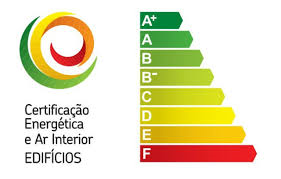 Certificação
Energética
e Ar Interior
EDIFÍCIOS
A+
A
B
B-
C
D
E
F